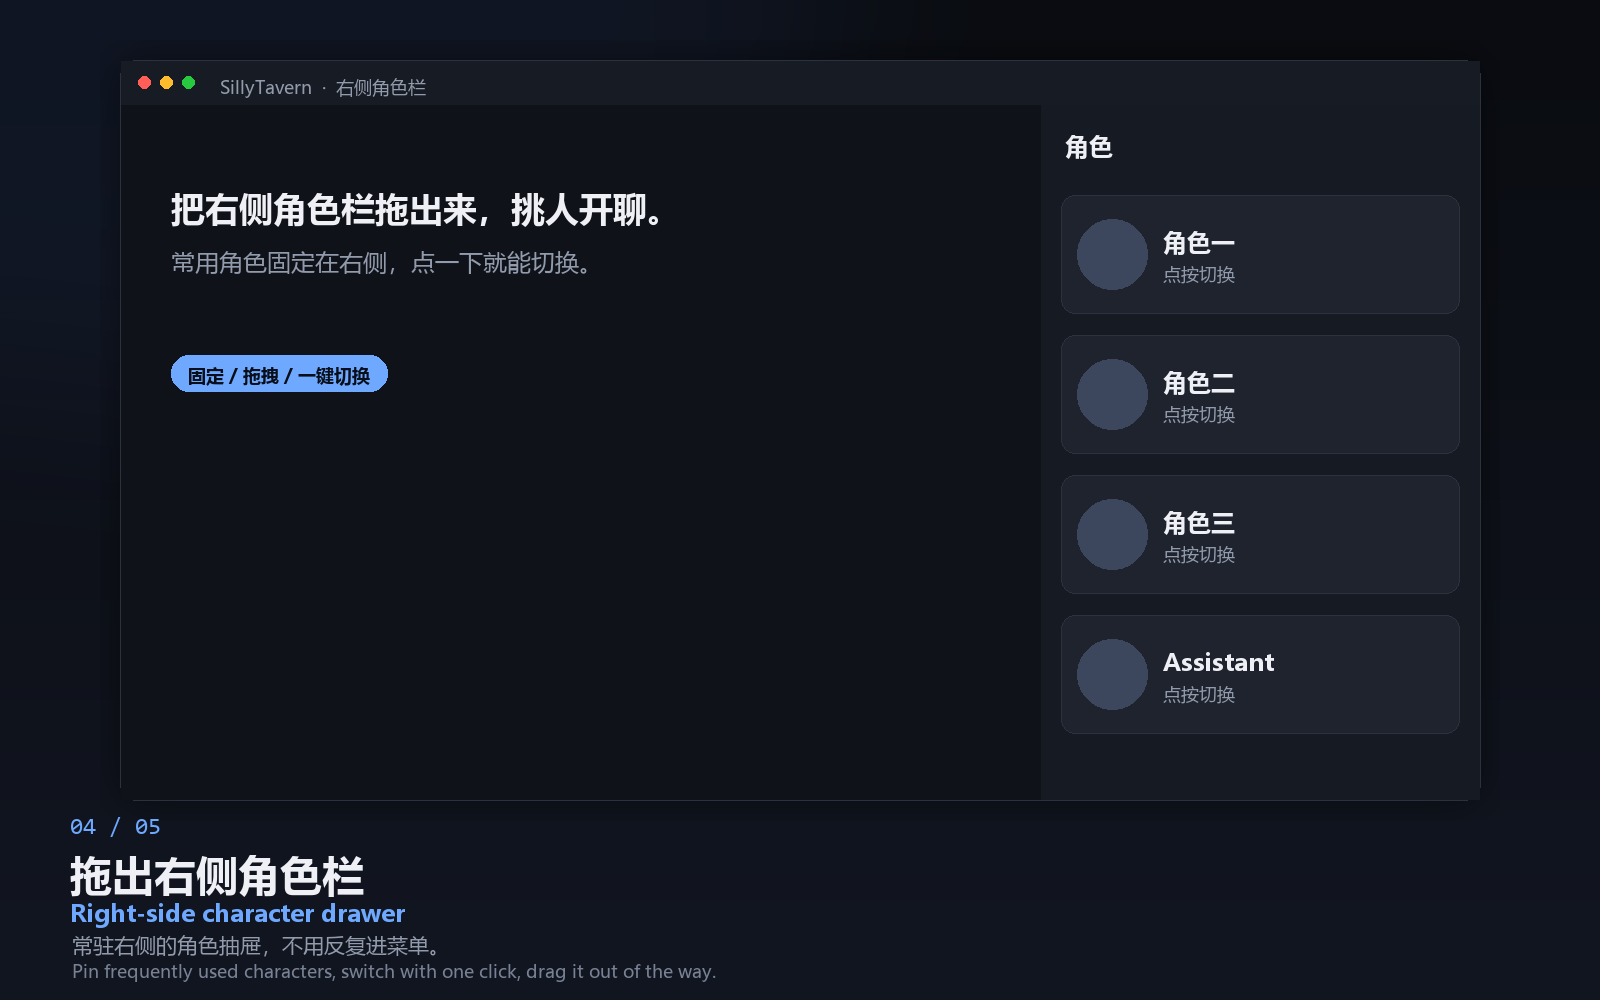 SillyTavern · 右侧角色栏
把右侧角色栏拖出来，挑人开聊。
常用角色固定在右侧，点一下就能切换。
固定 / 拖拽 / 一键切换
角色
角色一
点按切换
角色二
点按切换
角色三
点按切换
Assistant
点按切换
04 / 05
拖出右侧角色栏
Right-side character drawer
常驻右侧的角色抽屉，不用反复进菜单。
Pin frequently used characters, switch with one click, drag it out of the way.